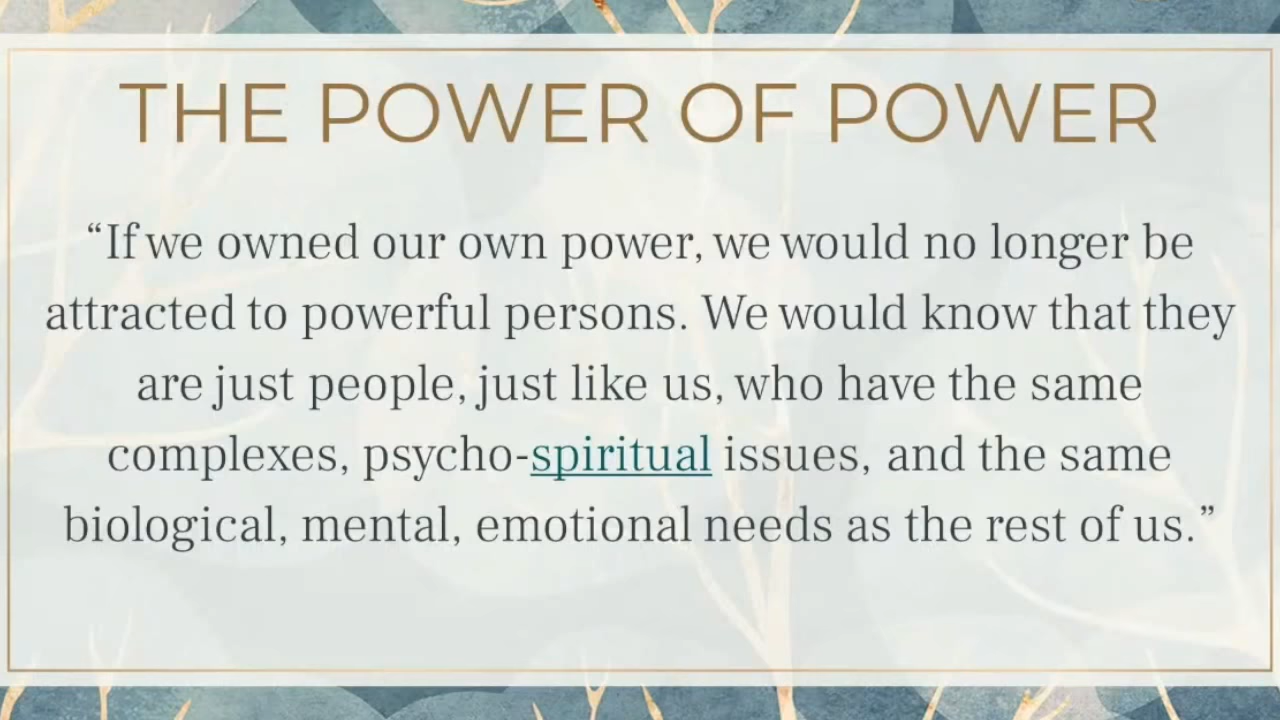 THE POWER OF POWER
“If we owned our own power, we would no longer be
attracted to powerful persons. We would know that they
are just people, just like us, who have the same
complexes, psycho-spiritual issues, and the same
biological, mental, emotional needs as the rest of us.”